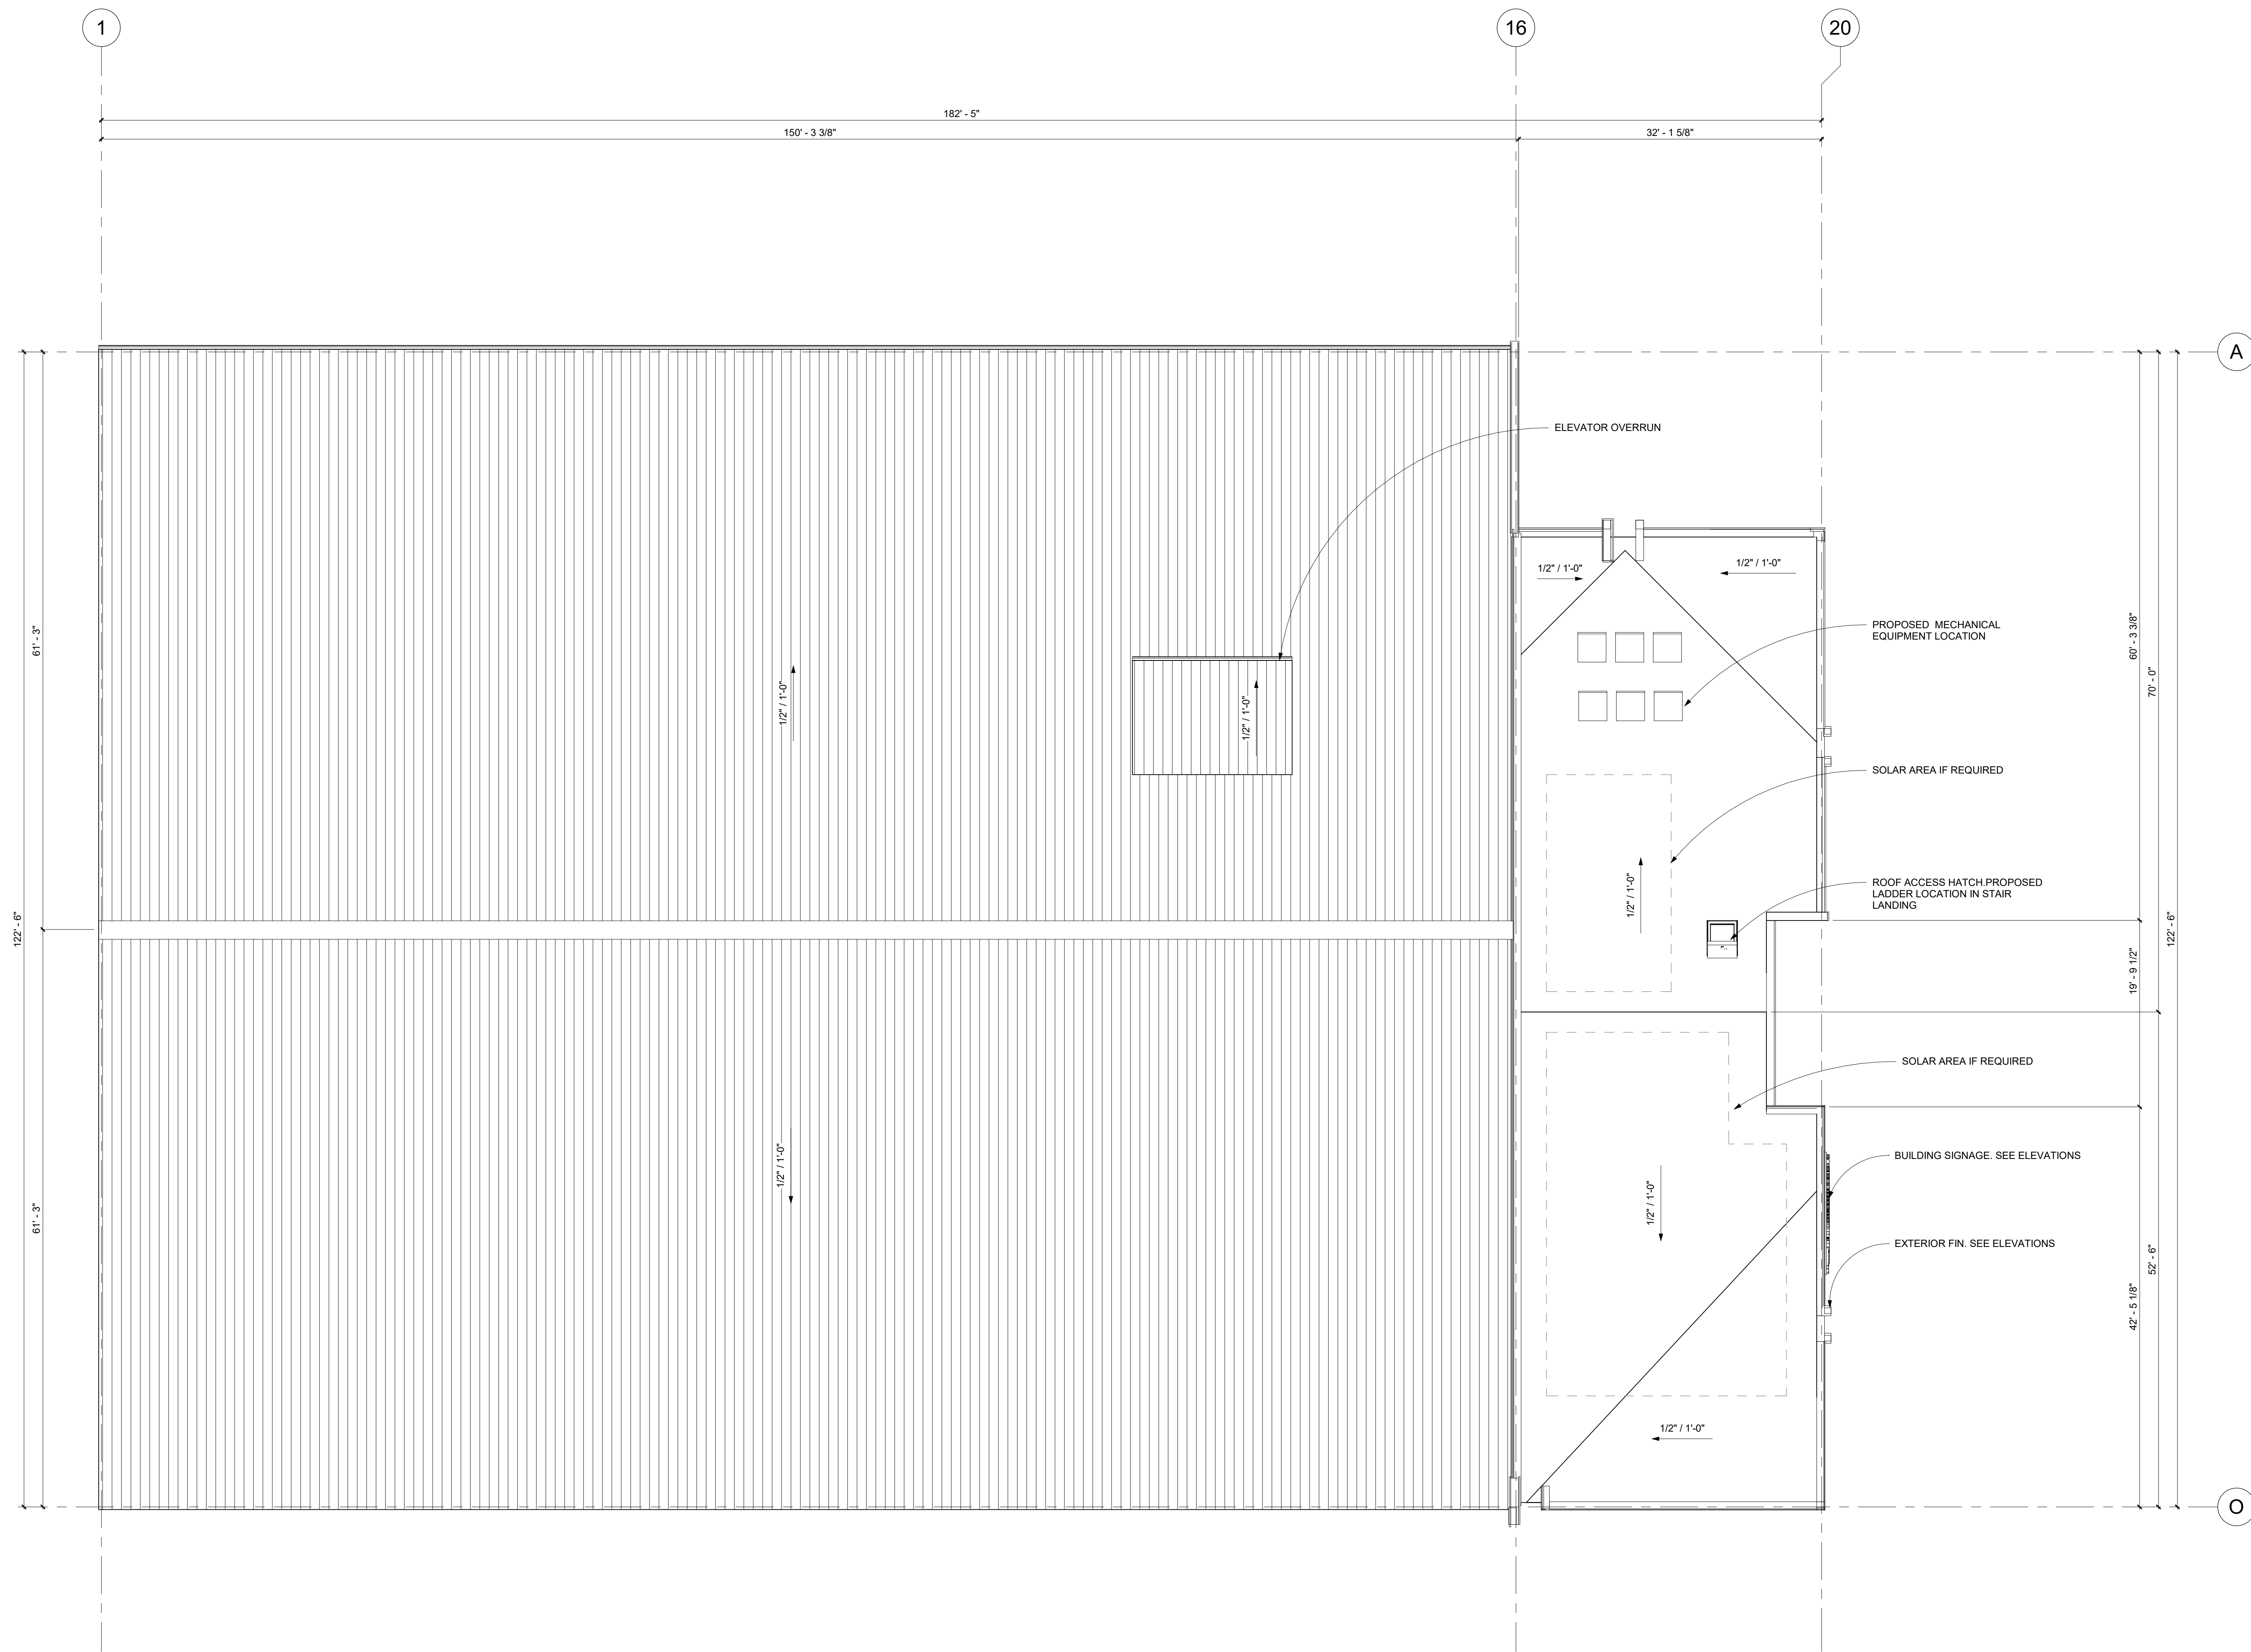 1
16
20
182' - 5"
150' - 3 3/8"
32' - 1 5/8"
A
ELEVATOR OVERRUN
1/2" / 1'-0"
1/2" / 1'-0"
PROPOSED  MECHANICAL
EQUIPMENT LOCATION
61' - 3"
60' - 3 3/8"
70' - 0"
1/2" / 1'-0"
1/2" / 1'-0"
SOLAR AREA IF REQUIRED
1/2" / 1'-0"
ROOF ACCESS HATCH.PROPOSED
LADDER LOCATION IN STAIR
LANDING
122' - 6"
122' - 6"
19' - 9 1/2"
SOLAR AREA IF REQUIRED
1/2" / 1'-0"
BUILDING SIGNAGE. SEE ELEVATIONS
61' - 3"
1/2" / 1'-0"
EXTERIOR FIN. SEE ELEVATIONS
52' - 6"
42' - 5 1/8"
1/2" / 1'-0"
O